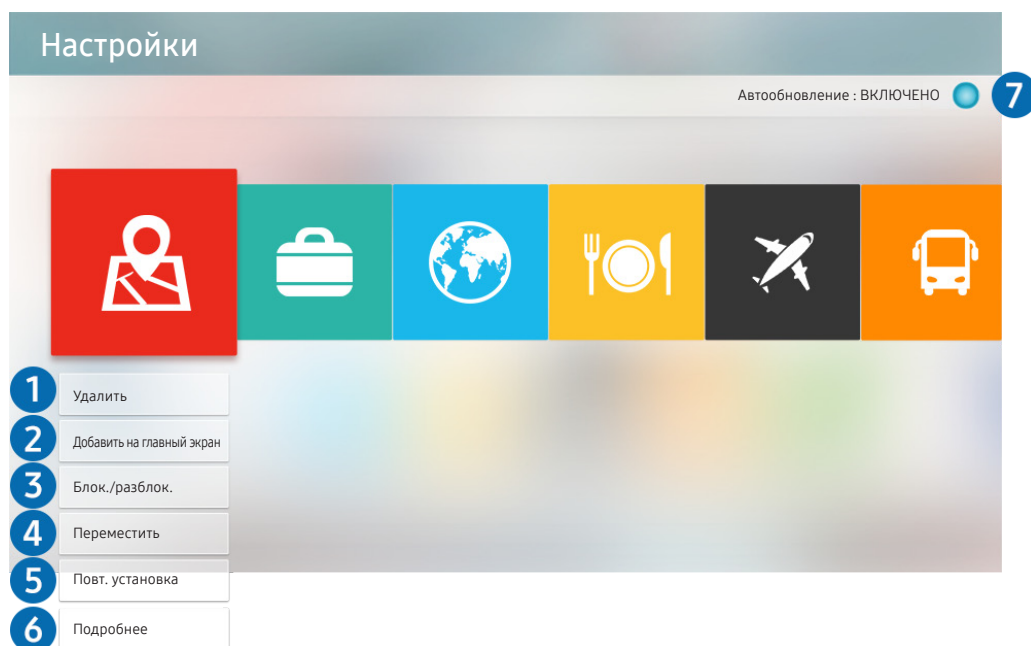 Настройки
Автообновление : ВКЛЮЧЕНО 7
1 Удалить
2 Добавить на главный экран
3 Блок./разблок.
4 Переместить
5 Повт. установка
6 Подробнее